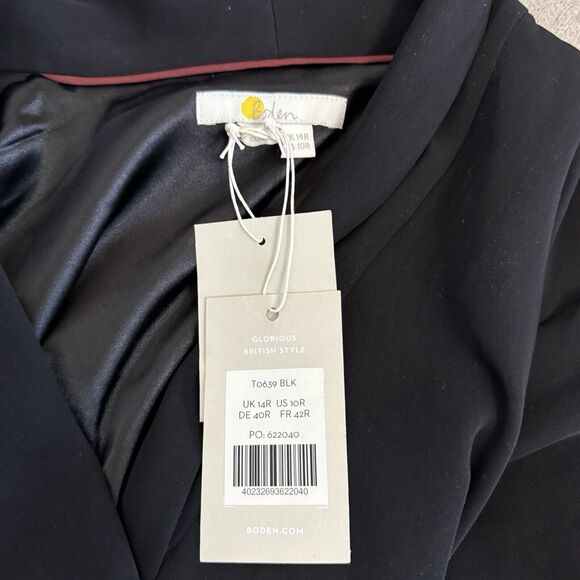 Boden
UK 14R
US 10R
GLORIOUS
BRITISH STYLE
T0639 BLK
UK 14R US 10R
DE 40R FR 42R
PO: 622040
40232693622040
BODEN.COM